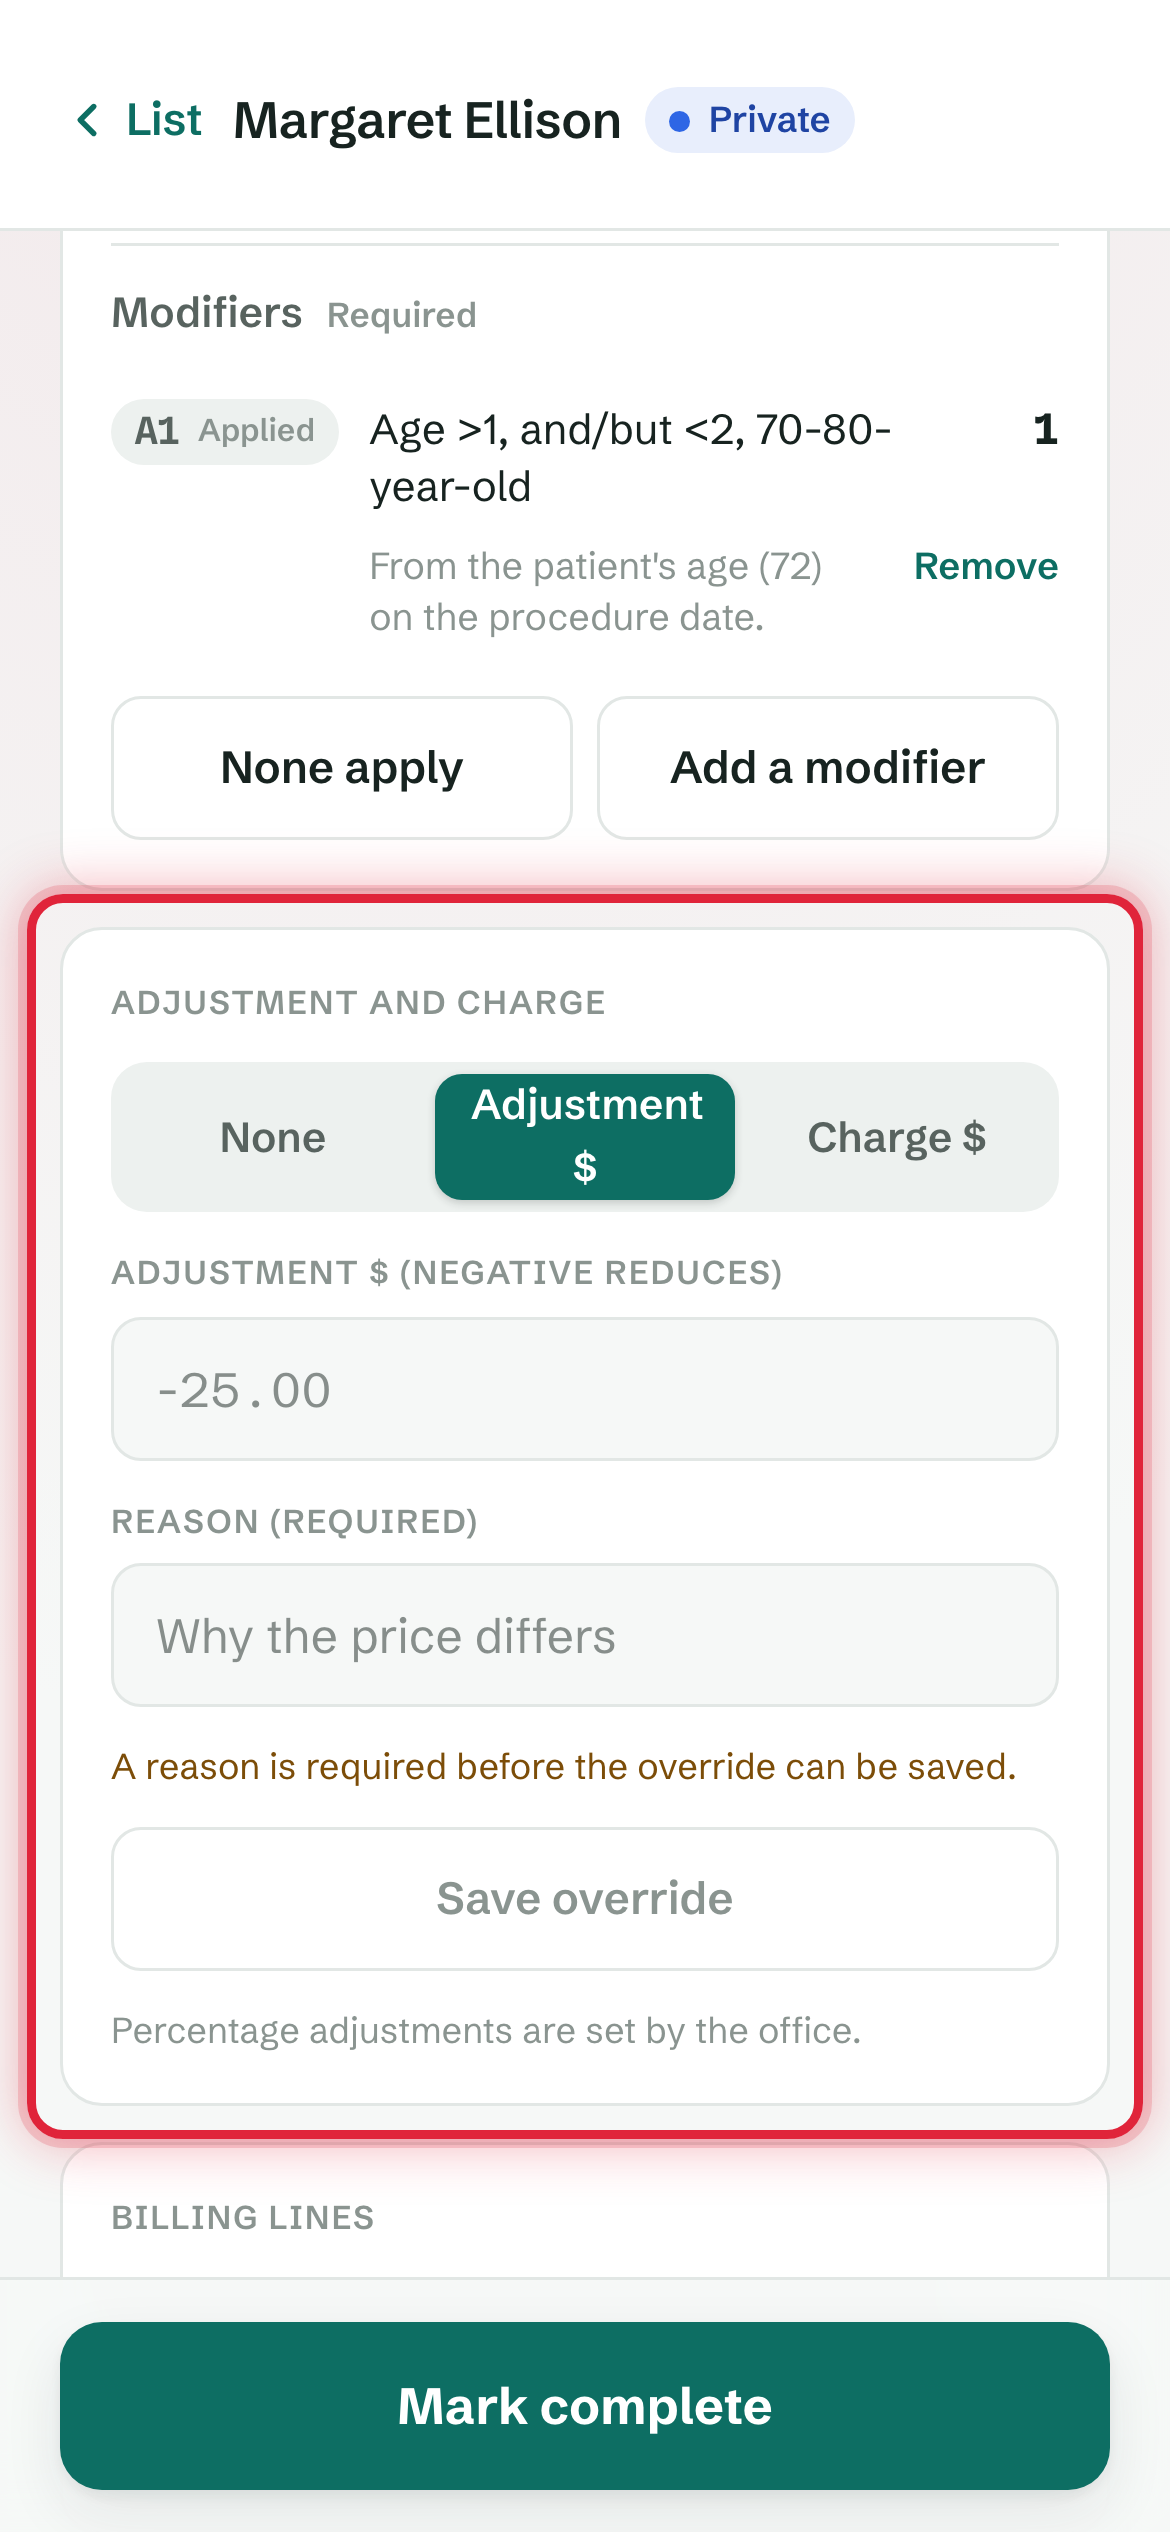 List Margaret Ellison Private
Modifiers Required
A1 Applied Age >1, and/but <2, 70-80- 1
year-old
From the patient's age (72) Remove
on the procedure date.
None apply Add a modifier
ADJUSTMENT AND CHARGE
None Adjustment $ Charge $
ADJUSTMENT $ (NEGATIVE REDUCES)
-25.00
REASON (REQUIRED)
Why the price differs
A reason is required before the override can be saved.
Save override
Percentage adjustments are set by the office.
BILLING LINES
Mark complete